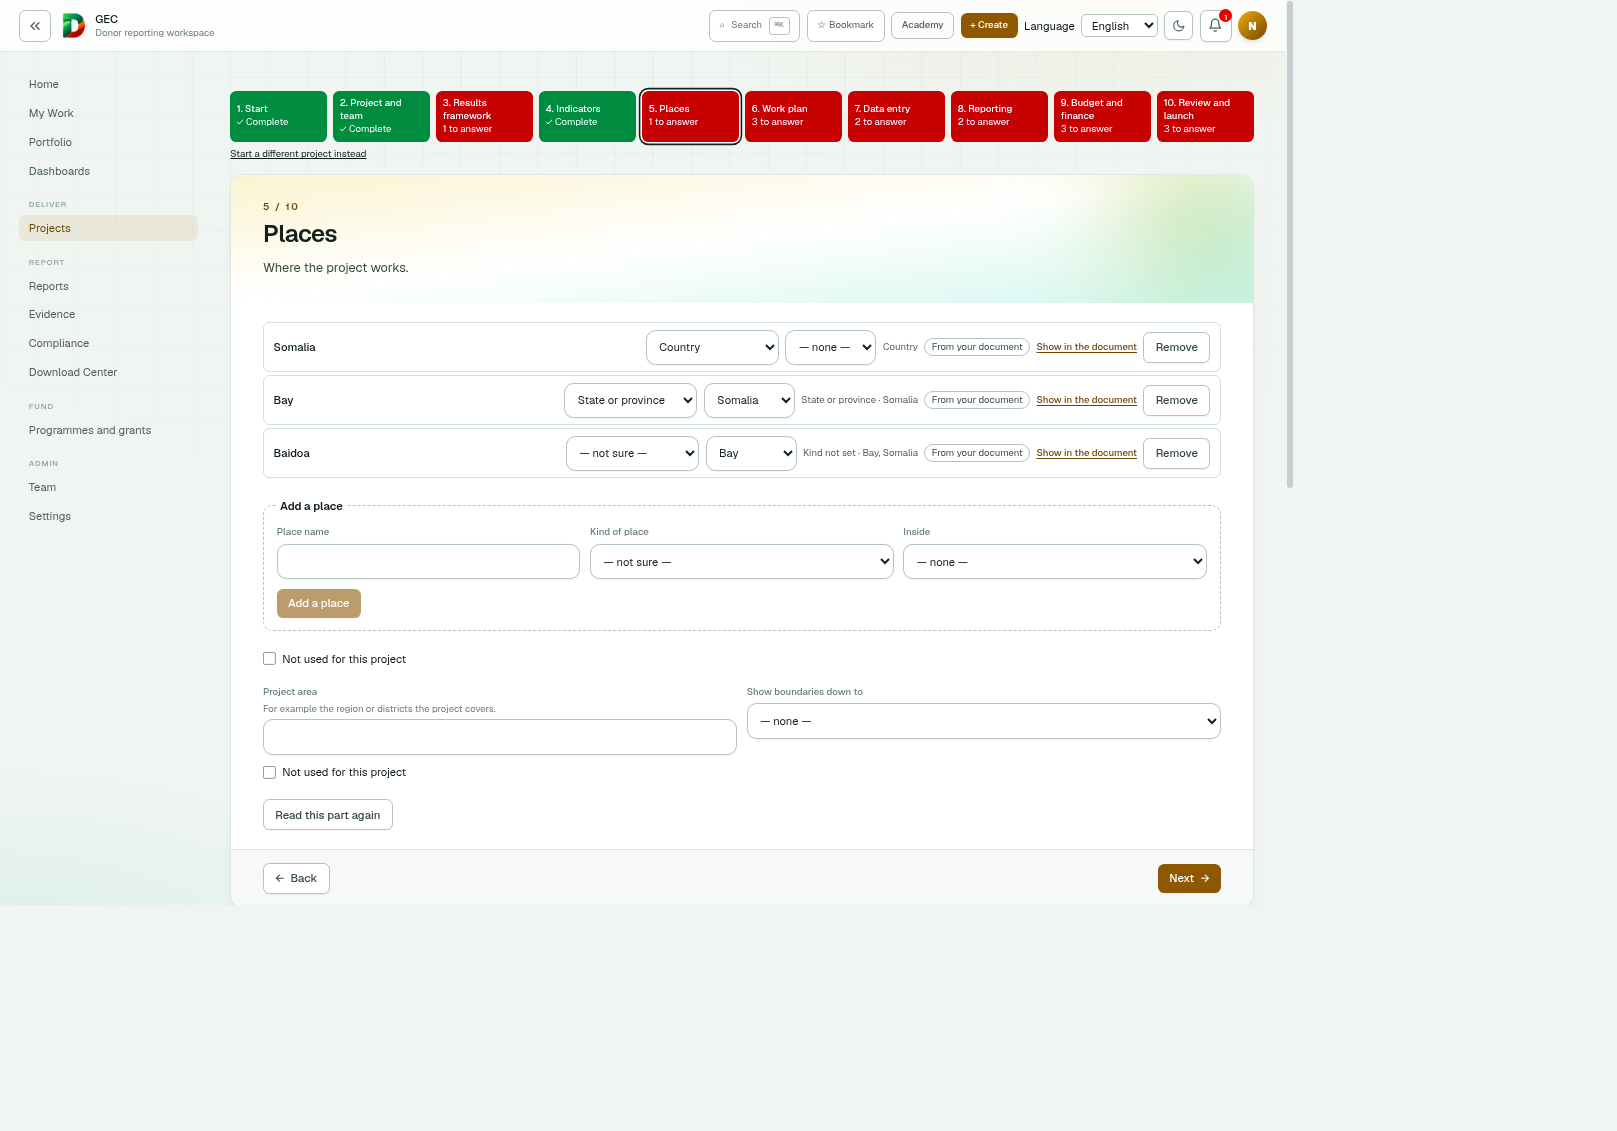 GEC
Donor reporting workspace
Search ⌘K
☆ Bookmark
Academy
+ Create
Language
English
1
N
Home
My Work
Portfolio
Dashboards
DELIVER
Projects
REPORT
Reports
Evidence
Compliance
Download Center
FUND
Programmes and grants
ADMIN
Team
Settings
1. Start
✓ Complete
2. Project and
team
✓ Complete
3. Results
framework
1 to answer
4. Indicators
✓ Complete
5. Places
1 to answer
6. Work plan
3 to answer
7. Data entry
2 to answer
8. Reporting
2 to answer
9. Budget and
finance
3 to answer
10. Review and
launch
3 to answer
Start a different project instead
5 / 10
Places
Where the project works.
Somalia Country — none — Country From your document Show in the document Remove
Bay State or province Somalia State or province · Somalia From your document Show in the document Remove
Baidoa — not sure — Bay Kind not set · Bay, Somalia From your document Show in the document Remove
Add a place
Place name Kind of place Inside
— not sure — — none —
Add a place
Not used for this project
Project area
For example the region or districts the project covers.
Show boundaries down to
— none —
Not used for this project
Read this part again
← Back
Next →